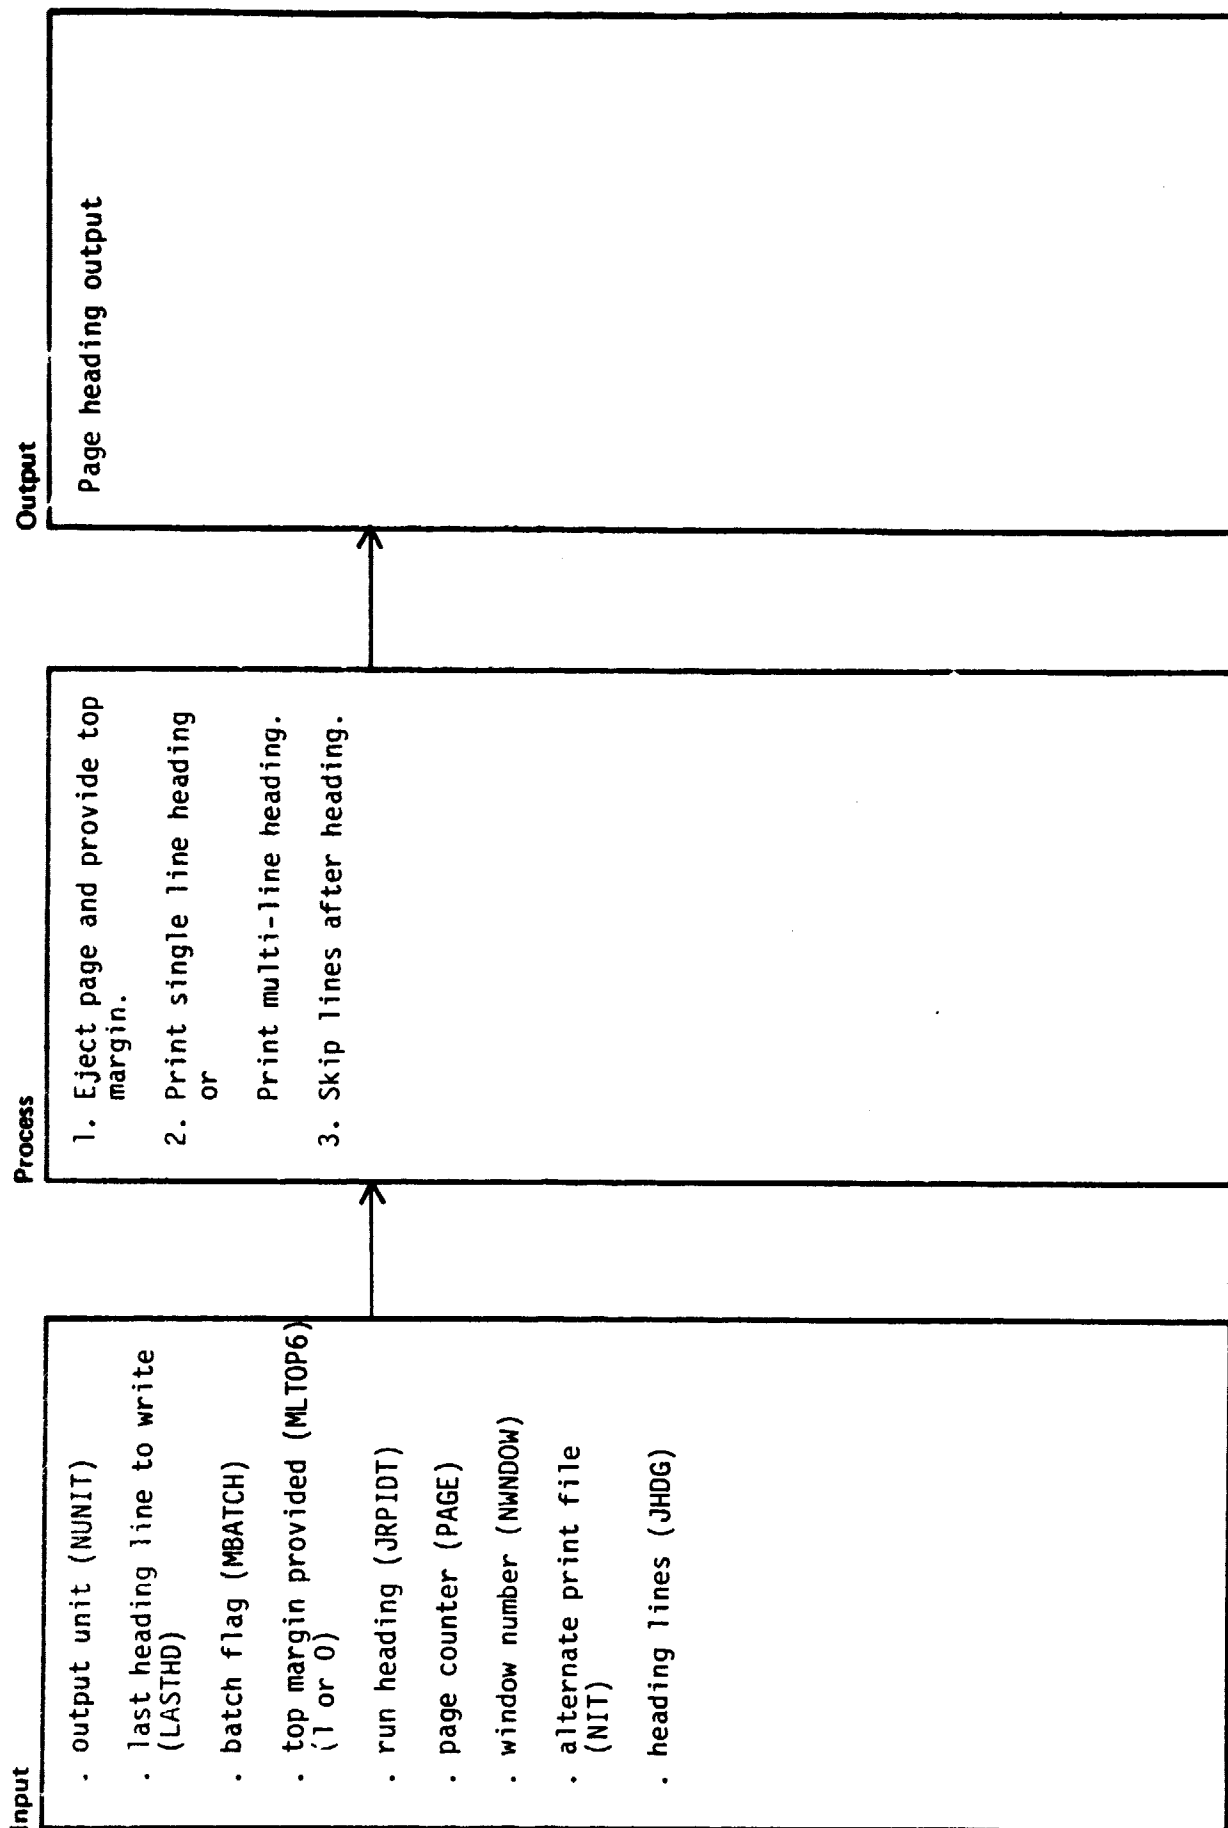 Input
. output unit (NUNIT)
. last heading line to write
(LASTHD)
. batch flag (MBATCH)
. top margin provided (MLTOP6)
(1 or 0)
. run heading (JRPIDT)
. page counter (PAGE)
. window number (NWNDOW)
. alternate print file
(NIT)
. heading lines (JHDG)
Process
1. Eject page and provide top
margin.
2. Print single line heading
or
Print multi-line heading.
3. Skip lines after heading.
Output
Page heading output